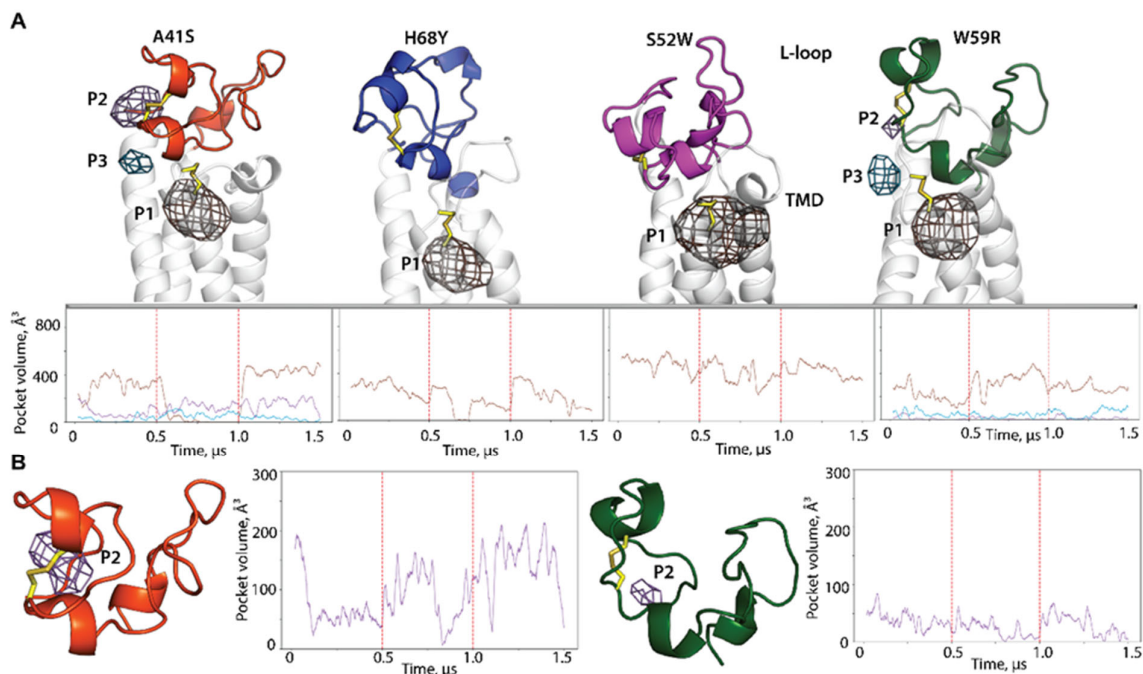 A
A41S
H68Y
S52W
L-loop
W59R
P2
P2
P3
P3
P1
P1
P1
TMD
P1
Pocket volume, Å³
800
400
0
0.5
1.0
1.5
0.5
1.0
1.5
0.5
1.0
1.5
0.5
1.0
1.5
Time, µs
Time, µs
Time, µs
Time, µs
B
P2
Pocket volume, Å³
300
200
100
0
0
0.5
1.0
1.5
Time, µs
P2
Pocket volume, Å³
300
200
100
0
0
0.5
1.0
1.5
Time, µs